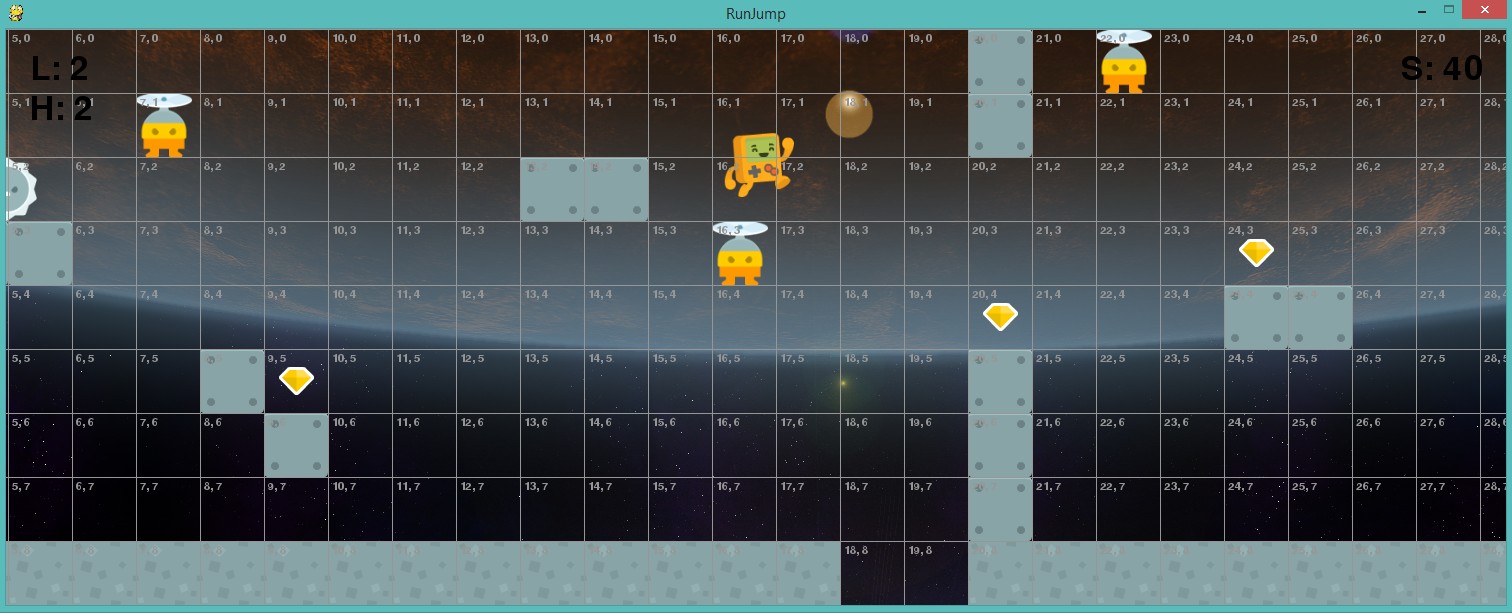 RunJump
5,0 6,0 7,0 8,0 9,0 10,0 11,0 12,0 13,0 14,0 15,0 16,0 17,0 18,0 19,0 21,0 22,0 23,0 24,0 25,0 26,0 27,0 28,0
L: 2 S: 40
5,1 7,1 8,1 9,1 10,1 11,1 12,1 13,1 14,1 15,1 16,1 17,1 18,1 19,1 21,1 22,1 23,1 24,1 25,1 26,1 27,1 28,
H: 2
6,2 7,2 8,2 9,2 10,2 11,2 12,2 15,2 17,2 18,2 19,2 20,2 21,2 22,2 23,2 24,2 25,2 26,2 27,2 28,2
6,3 7,3 8,3 9,3 10,3 11,3 12,3 13,3 14,3 15,3 16,3 17,3 18,3 19,3 20,3 21,3 22,3 23,3 24,3 25,3 26,3 27,3 28,3
5,4 6,4 7,4 8,4 9,4 10,4 11,4 12,4 13,4 14,4 15,4 16,4 17,4 18,4 19,4 20,4 21,4 22,4 23,4 26,4 27,4 28,4
5,5 6,5 7,5 9,5 10,5 11,5 12,5 13,5 14,5 15,5 16,5 17,5 18,5 19,5 21,5 22,5 23,5 24,5 25,5 26,5 27,5 28,5
5,6 6,6 7,6 8,6 10,6 11,6 12,6 13,6 14,6 15,6 16,6 17,6 18,6 19,6 21,6 22,6 23,6 24,6 25,6 26,6 27,6 28,6
5,7 6,7 7,7 8,7 9,7 10,7 11,7 12,7 13,7 14,7 15,7 16,7 17,7 18,7 19,7 21,7 22,7 23,7 24,7 25,7 26,7 27,7 28,7
18,8 19,8